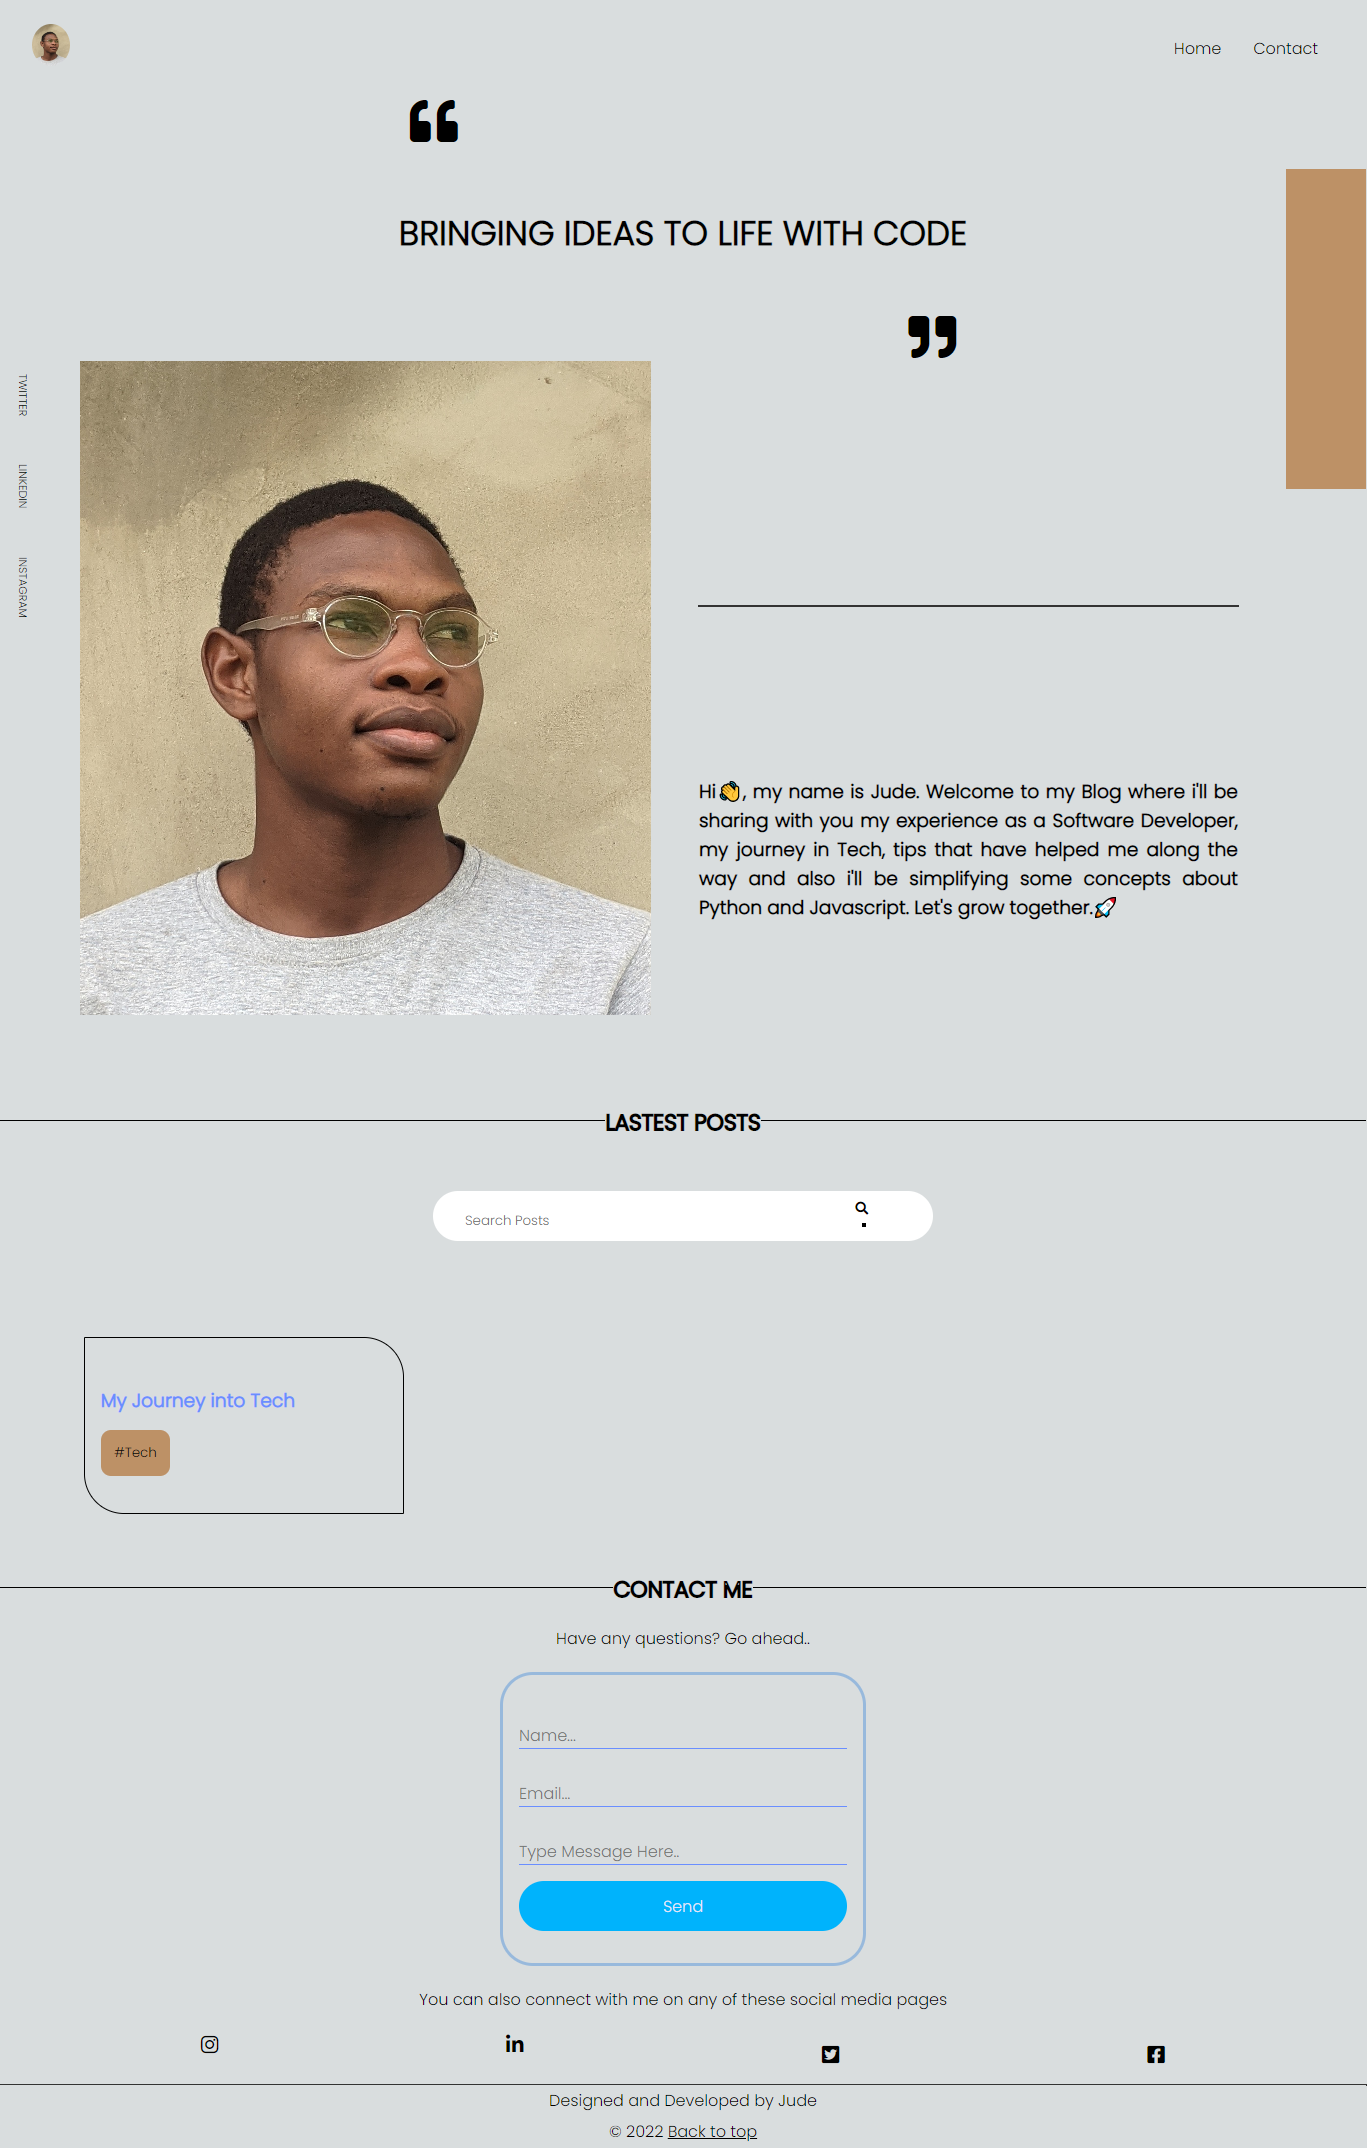 Home
Contact
“
BRINGING IDEAS TO LIFE WITH CODE
”
TWITTER
LINKEDIN
INSTAGRAM
Hi👏, my name is Jude. Welcome to my Blog where i'll be
sharing with you my experience as a Software Developer,
my journey in Tech, tips that have helped me along the
way and also i'll be simplifying some concepts about
Python and Javascript. Let's grow together.🚀
LASTEST POSTS
Search Posts
My Journey into Tech
#Tech
CONTACT ME
Have any questions? Go ahead..
Name...
Email...
Type Message Here..
Send
You can also connect with me on any of these social media pages
Designed and Developed by Jude
© 2022 Back to top